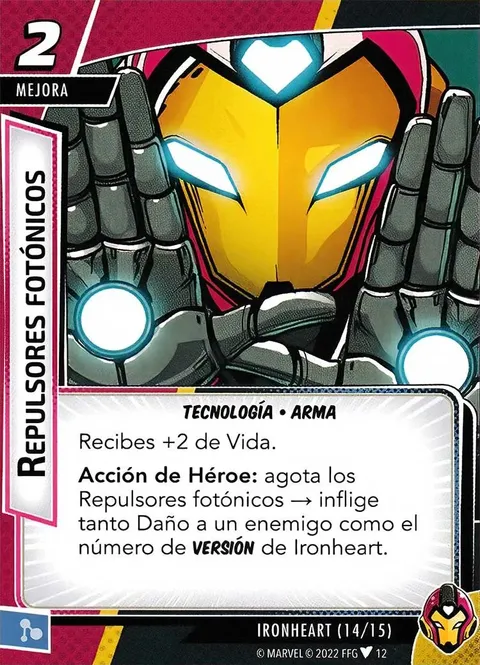 2
MEJORA
REPULSORES FOTÓNICOS
TECNOLOGÍA • ARMA
Recibes +2 de Vida.
Acción de Héroe: agota los
Repulsores fotónicos → inflige
tanto Daño a un enemigo como el
número de VERSIÓN de Ironheart.
IRONHEART (14/15)
© MARVEL © 2022 FFG ♥ 12